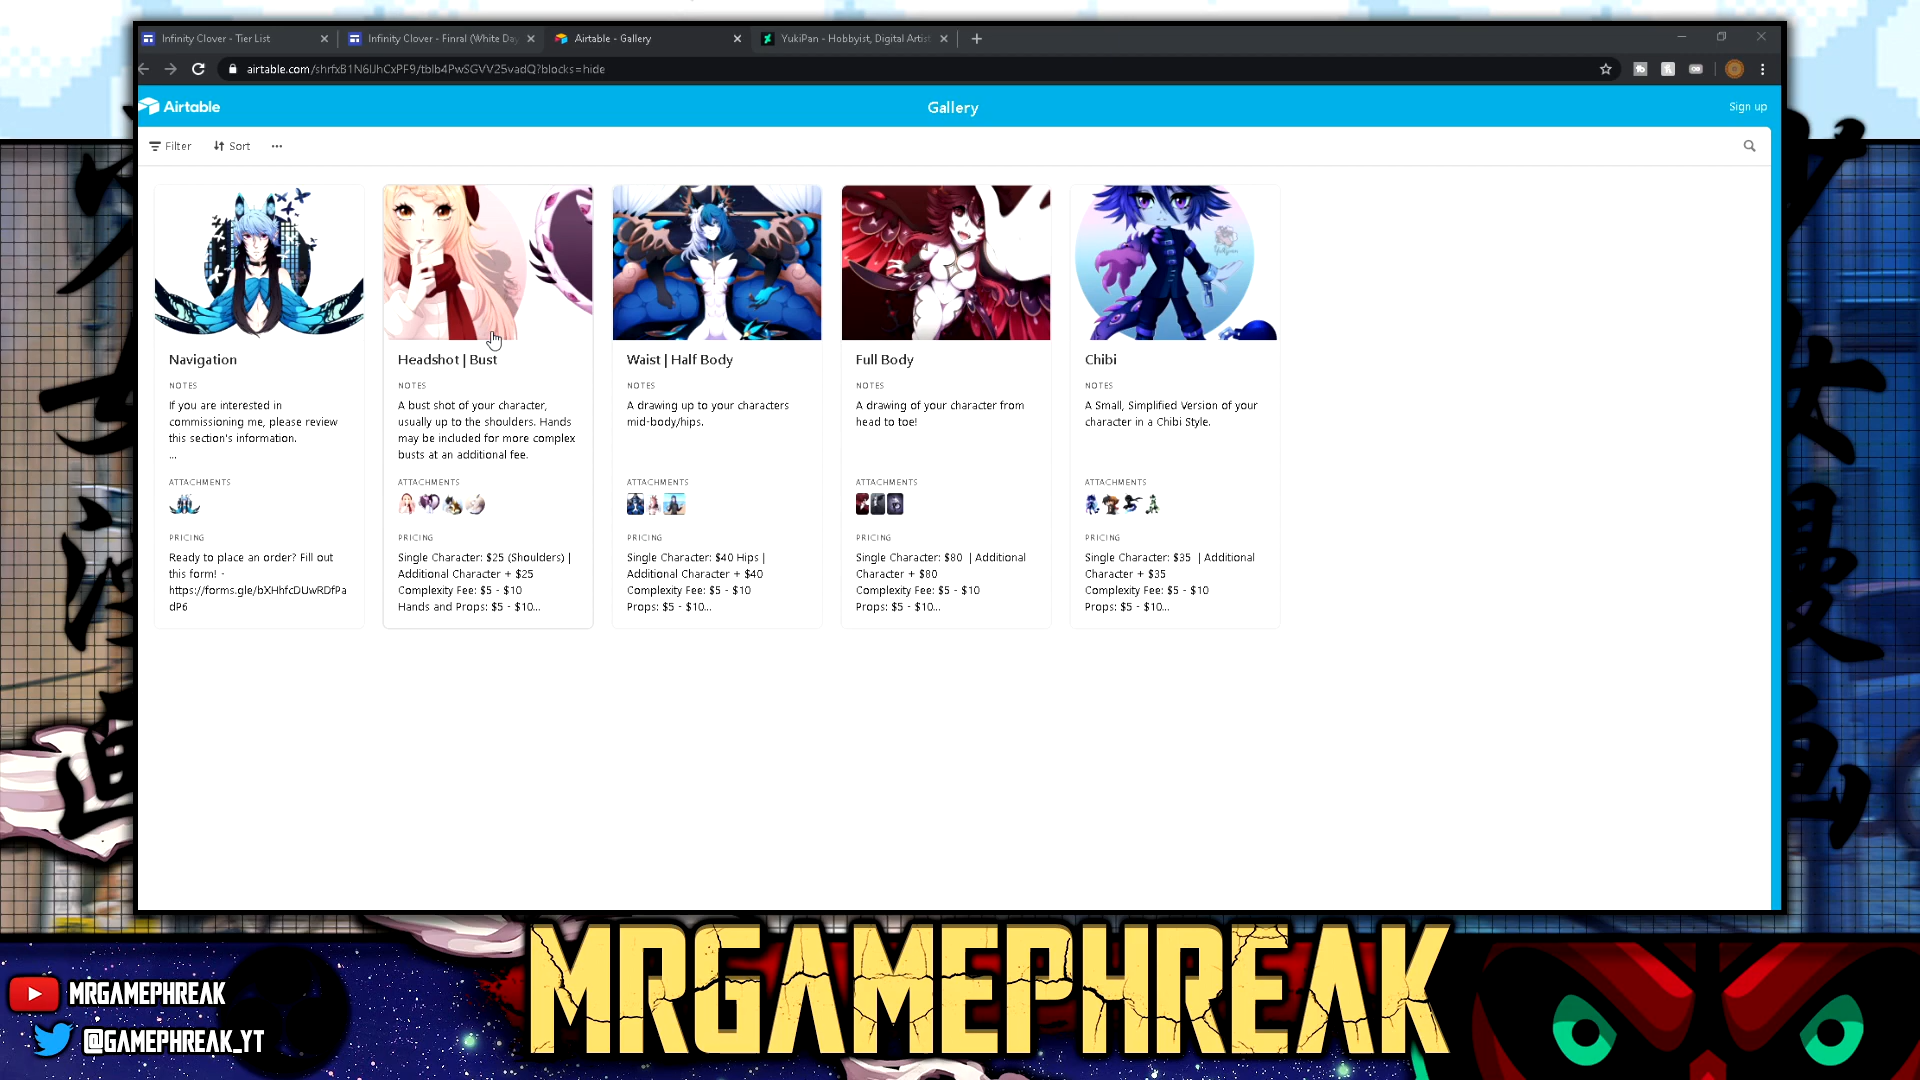 Infinity Clover - Tier List
Infinity Clover - Finral (White Da
Airtable - Gallery
YukiPan - Hobbyist, Digital Artis
airtable.com/shrfxB1N6lJhCxPF9/tblb4PwSGVV25vadQ?blocks=hide
Airtable
Gallery
Sign up
Filter
Sort
Navigation
NOTES
If you are interested in
commissioning me, please review
this section's information.
...
ATTACHMENTS
PRICING
Ready to place an order? Fill out
this form! -
https://forms.gle/bXHhfcDUwRDfPa
dP6
Headshot | Bust
NOTES
A bust shot of your character,
usually up to the shoulders. Hands
may be included for more complex
busts at an additional fee.
ATTACHMENTS
PRICING
Single Character: $25 (Shoulders) |
Additional Character + $25
Complexity Fee: $5 - $10
Hands and Props: $5 - $10...
Waist | Half Body
NOTES
A drawing up to your characters
mid-body/hips.
ATTACHMENTS
PRICING
Single Character: $40 Hips |
Additional Character + $40
Complexity Fee: $5 - $10
Props: $5 - $10...
Full Body
NOTES
A drawing of your character from
head to toe!
ATTACHMENTS
PRICING
Single Character: $80 | Additional
Character + $80
Complexity Fee: $5 - $10
Props: $5 - $10...
Chibi
NOTES
A Small, Simplified Version of your
character in a Chibi Style.
ATTACHMENTS
PRICING
Single Character: $35 | Additional
Character + $35
Complexity Fee: $5 - $10
Props: $5 - $10...
MRGAMEPHREAK
MRGAMEPHREAK
@GAMEPHREAK_YT